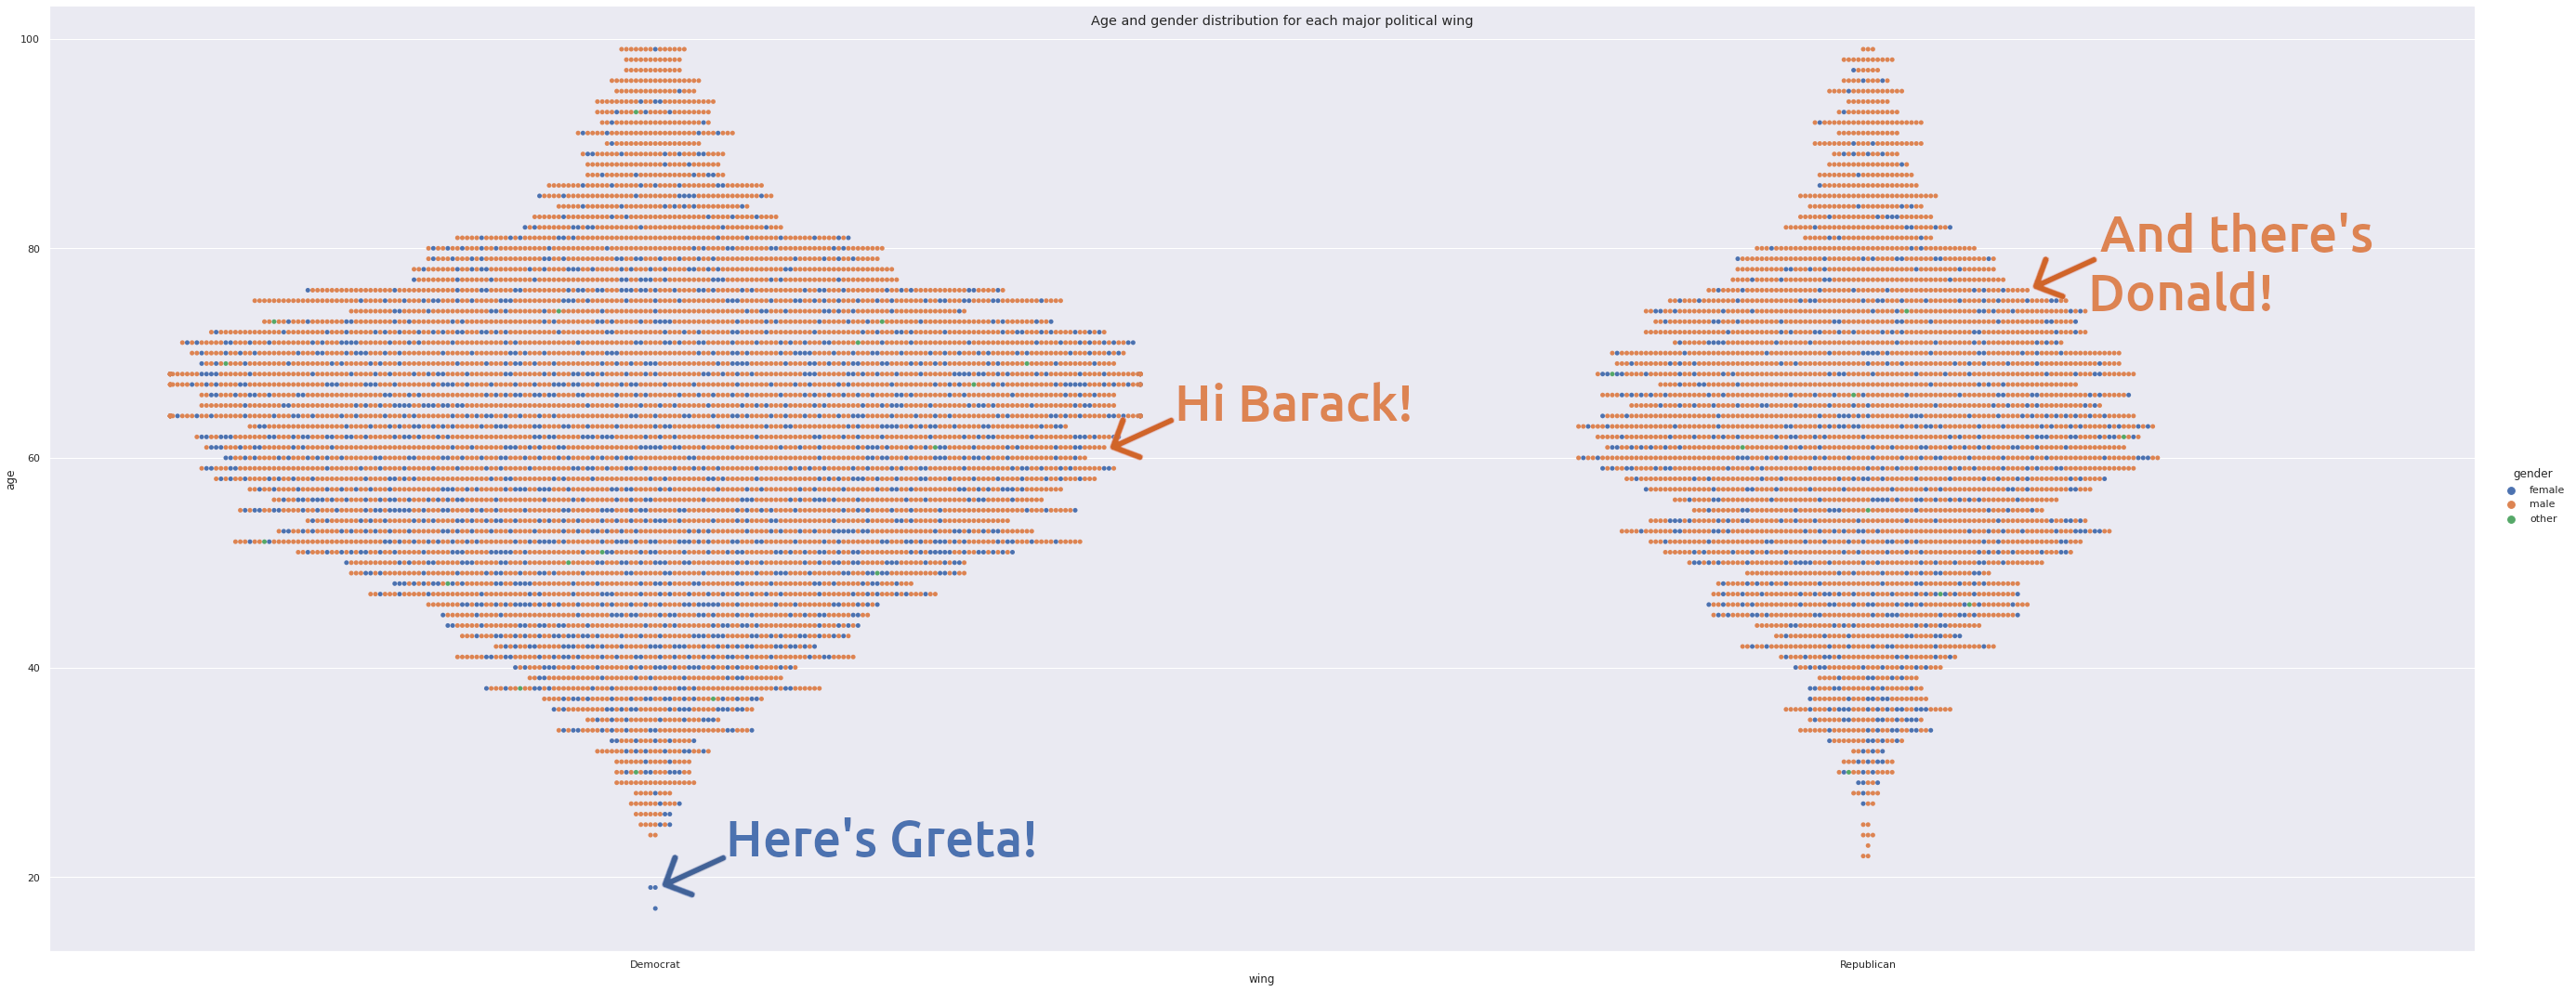 Age and gender distribution for each major political wing
100
80
60
40
20
age
And there's
Donald!
Hi Barack!
Here's Greta!
gender
female
male
other
Democrat
Republican
wing